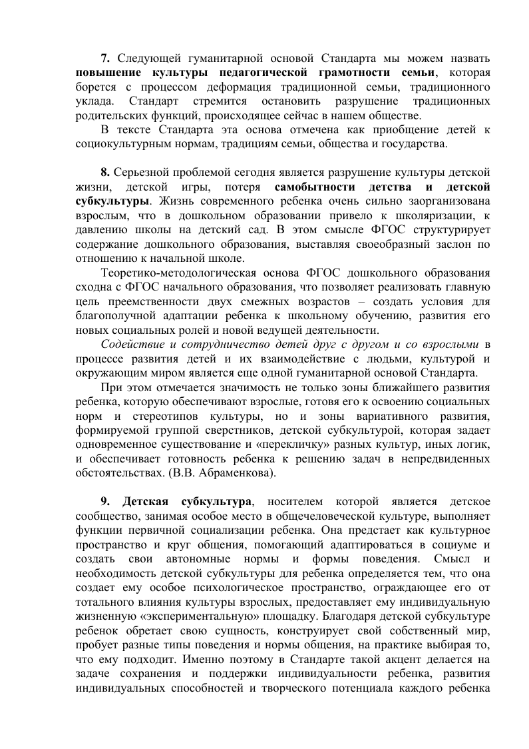 7. Следующей гуманитарной основой Стандарта мы можем назвать
повышение культуры педагогической грамотности семьи, которая
борется с процессом деформация традиционной семьи, традиционного
уклада. Стандарт стремится остановить разрушение традиционных
родительских функций, происходящее сейчас в нашем обществе.
В тексте Стандарта эта основа отмечена как приобщение детей к
социокультурным нормам, традициям семьи, общества и государства.
8. Серьезной проблемой сегодня является разрушение культуры детской
жизни, детской игры, потеря самобытности детства и детской
субкультуры. Жизнь современного ребенка очень сильно заорганизована
взрослым, что в дошкольном образовании привело к школяризации, к
давлению школы на детский сад. В этом смысле ФГОС структурирует
содержание дошкольного образования, выставляя своеобразный заслон по
отношению к начальной школе.
Теоретико-методологическая основа ФГОС дошкольного образования
сходна с ФГОС начального образования, что позволяет реализовать главную
цель преемственности двух смежных возрастов – создать условия для
благополучной адаптации ребенка к школьному обучению, развития его
новых социальных ролей и новой ведущей деятельности.
Содействие и сотрудничество детей друг с другом и со взрослыми в
процессе развития детей и их взаимодействие с людьми, культурой и
окружающим миром является еще одной гуманитарной основой Стандарта.
При этом отмечается значимость не только зоны ближайшего развития
ребенка, которую обеспечивают взрослые, готовя его к освоению социальных
норм и стереотипов культуры, но и зоны вариативного развития,
формируемой группой сверстников, детской субкультурой, которая задает
одновременное существование и «перекличку» разных культур, иных логик,
и обеспечивает готовность ребенка к решению задач в непредвиденных
обстоятельствах. (В.В. Абраменкова).
9. Детская субкультура, носителем которой является детское
сообщество, занимая особое место в общечеловеческой культуре, выполняет
функции первичной социализации ребенка. Она предстает как культурное
пространство и круг общения, помогающий адаптироваться в социуме и
создать свои автономные нормы и формы поведения. Смысл и
необходимость детской субкультуры для ребенка определяется тем, что она
создает ему особое психологическое пространство, ограждающее его от
тотального влияния культуры взрослых, предоставляет ему индивидуальную
жизненную «экспериментальную» площадку. Благодаря детской субкультуре
ребенок обретает свою сущность, конструирует свой собственный мир,
пробует разные типы поведения и нормы общения, на практике выбирая то,
что ему подходит. Именно поэтому в Стандарте такой акцент делается на
задаче сохранения и поддержки индивидуальности ребенка, развития
индивидуальных способностей и творческого потенциала каждого ребенка